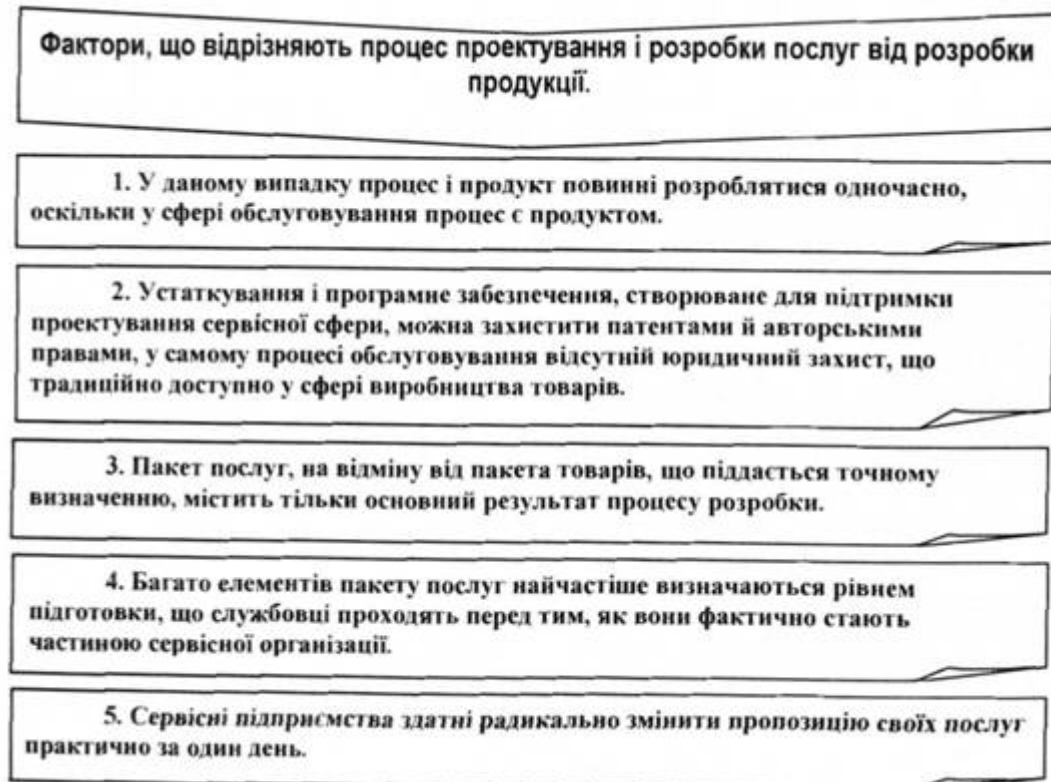 Фактори, що відрізняють процес проектування і розробки послуг від розробки
продукції.
1. У даному випадку процес і продукт повинні розроблятися одночасно,
оскільки у сфері обслуговування процес є продуктом.
2. Устаткування і програмне забезпечення, створюване для підтримки
проектування сервісної сфери, можна захистити патентами й авторськими
правами, у самому процесі обслуговування відсутній юридичний захист, що
традиційно доступно у сфері виробництва товарів.
3. Пакет послуг, на відміну від пакета товарів, що піддається точному
визначенню, містить тільки основний результат процесу розробки.
4. Багато елементів пакету послуг найчастіше визначаються рівнем
підготовки, що службовці проходять перед тим, як вони фактично стають
частиною сервісної організації.
5. Сервісні підприємства здатні радикально змінити пропозицію своїх послуг
практично за один день.